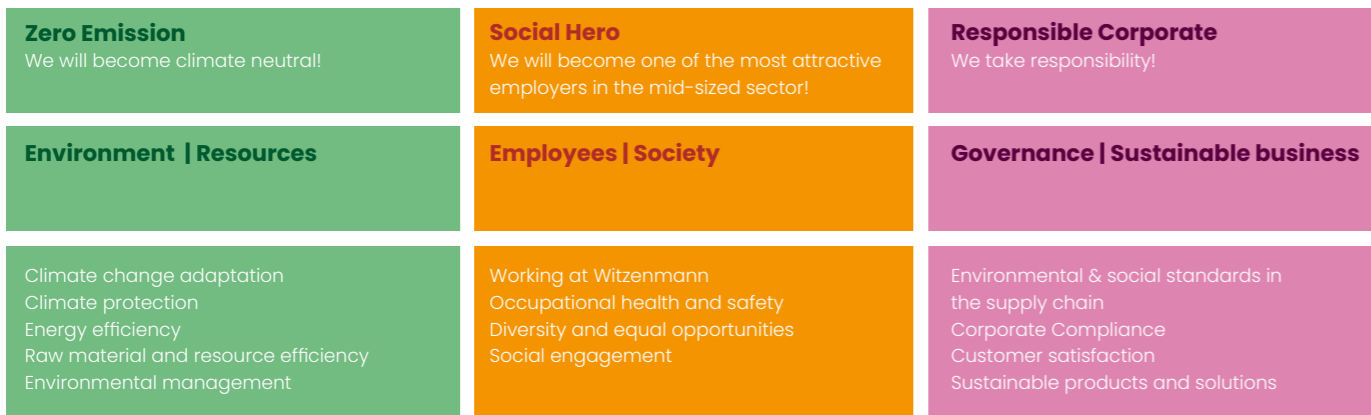 Zero Emission
We will become climate neutral!
Social Hero
We will become one of the most attractive
employers in the mid-sized sector!
Responsible Corporate
We take responsibility!
Environment | Resources
Employees | Society
Governance | Sustainable business
Climate change adaptation
Climate protection
Energy efficiency
Raw material and resource efficiency
Environmental management
Working at Witzenmann
Occupational health and safety
Diversity and equal opportunities
Social engagement
Environmental & social standards in
the supply chain
Corporate Compliance
Customer satisfaction
Sustainable products and solutions